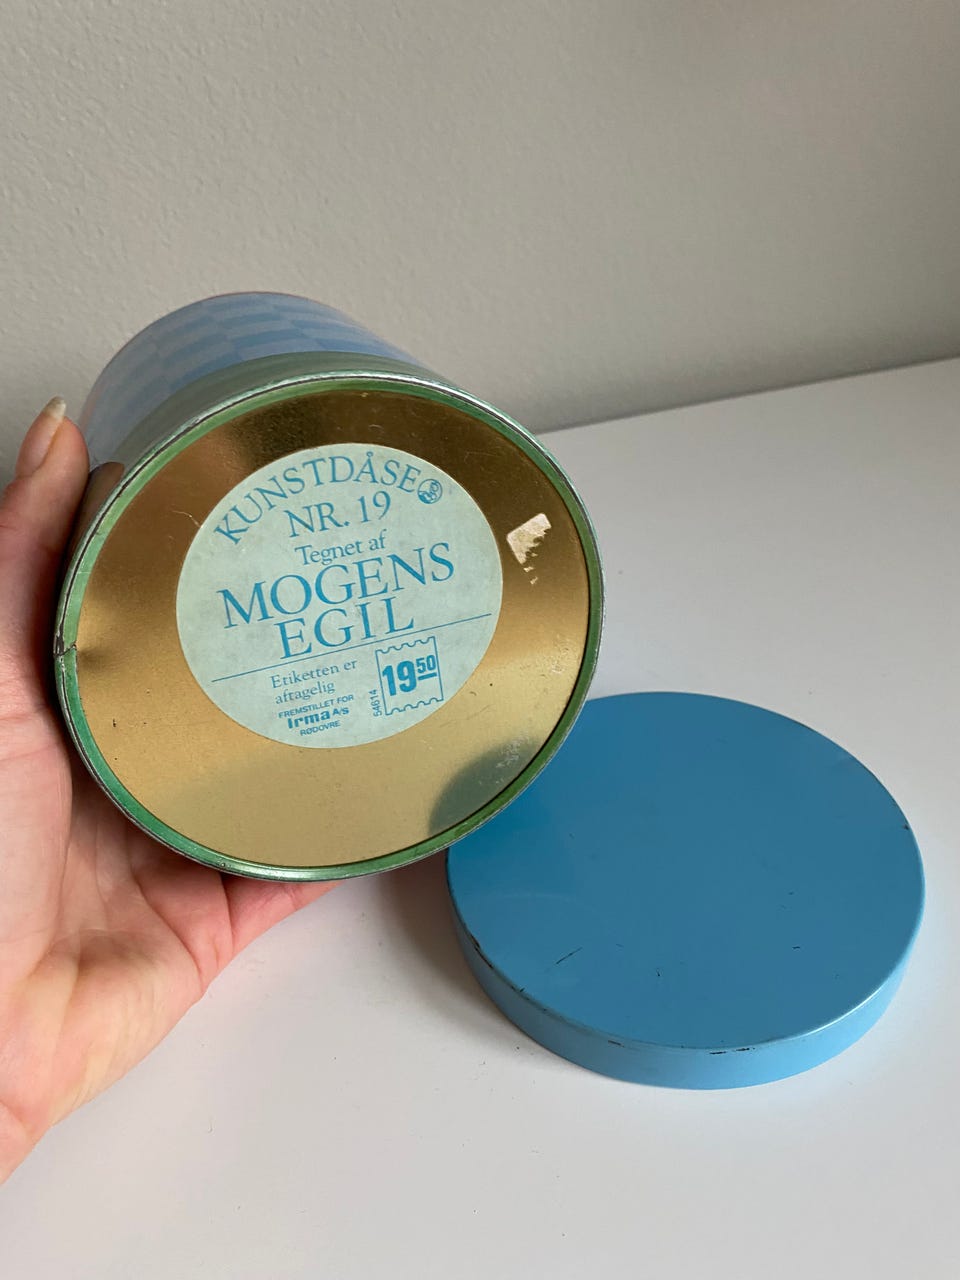 KUNSTDÅSE
NR. 19
Tegnet af
MOGENS
EGIL
Etiketten er
aftagelig
FREMSTILLET FOR
Irma A/S
RØDOVRE
54614
19 50